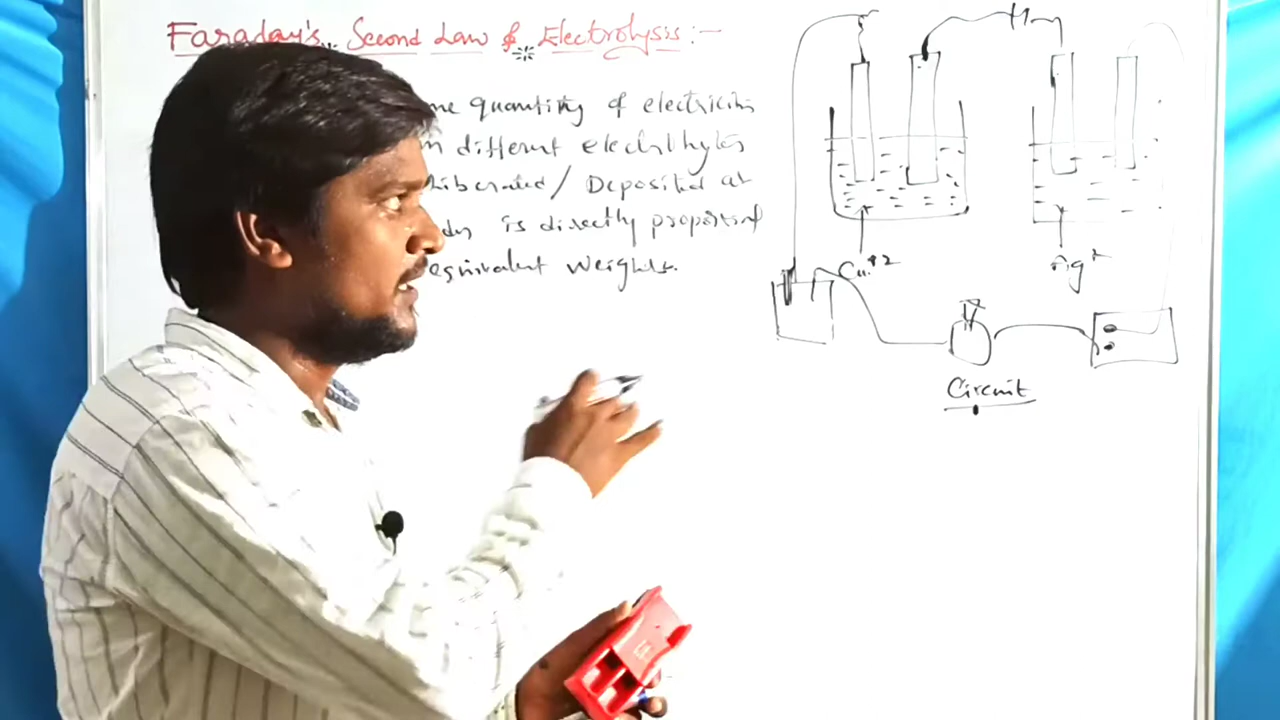 Faraday's Second Law of Electrolysis :-
me quantity of electricity
different electrolytes
liberated / Deposited at
is directly proportional
equivalent weights.
Cu+2
Ag+
Circuit